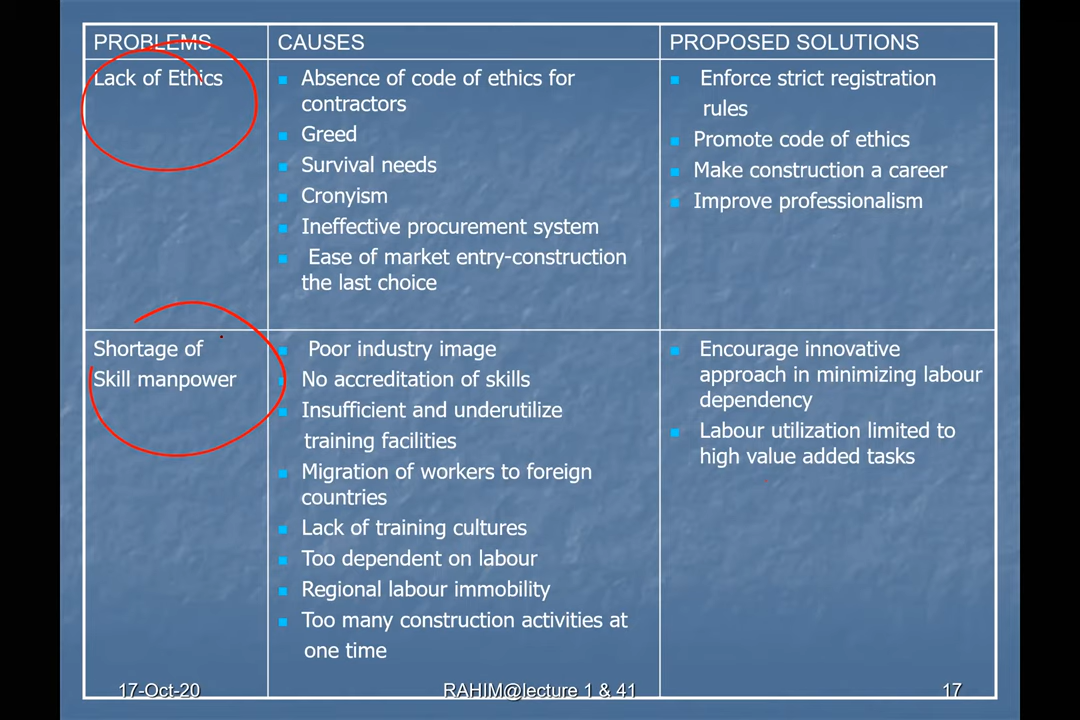 PROBLEMS
CAUSES
PROPOSED SOLUTIONS
Lack of Ethics
Absence of code of ethics for
contractors
Greed
Survival needs
Cronyism
Ineffective procurement system
Ease of market entry-construction
the last choice
Enforce strict registration
rules
Promote code of ethics
Make construction a career
Improve professionalism
Shortage of
Skill manpower
Poor industry image
No accreditation of skills
Insufficient and underutilize
training facilities
Migration of workers to foreign
countries
Lack of training cultures
Too dependent on labour
Regional labour immobility
Too many construction activities at
one time
Encourage innovative
approach in minimizing labour
dependency
Labour utilization limited to
high value added tasks
17-Oct-20
RAHIM@lecture 1 & 41
17